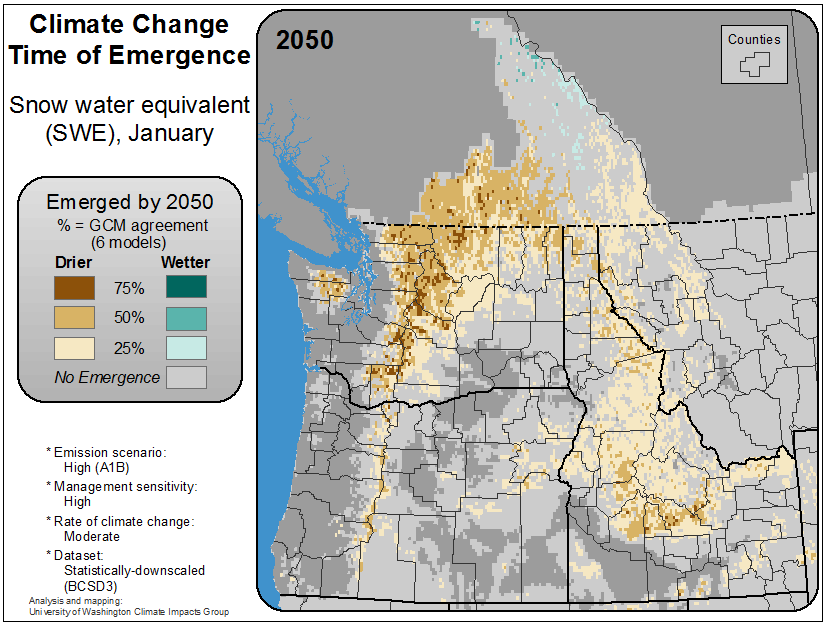 Climate Change
Time of Emergence
Snow water equivalent
(SWE), January
Emerged by 2050
% = GCM agreement
(6 models)
Drier Wetter
75%
50%
25%
No Emergence
* Emission scenario:
High (A1B)
* Management sensitivity:
High
* Rate of climate change:
Moderate
* Dataset:
Statistically-downscaled
(BCSD3)
Analysis and mapping:
University of Washington Climate Impacts Group
2050
Counties